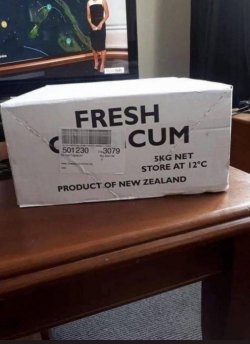 FRESH
C CUM
501230 3079
5KG NET
STORE AT 12°C
PRODUCT OF NEW ZEALAND